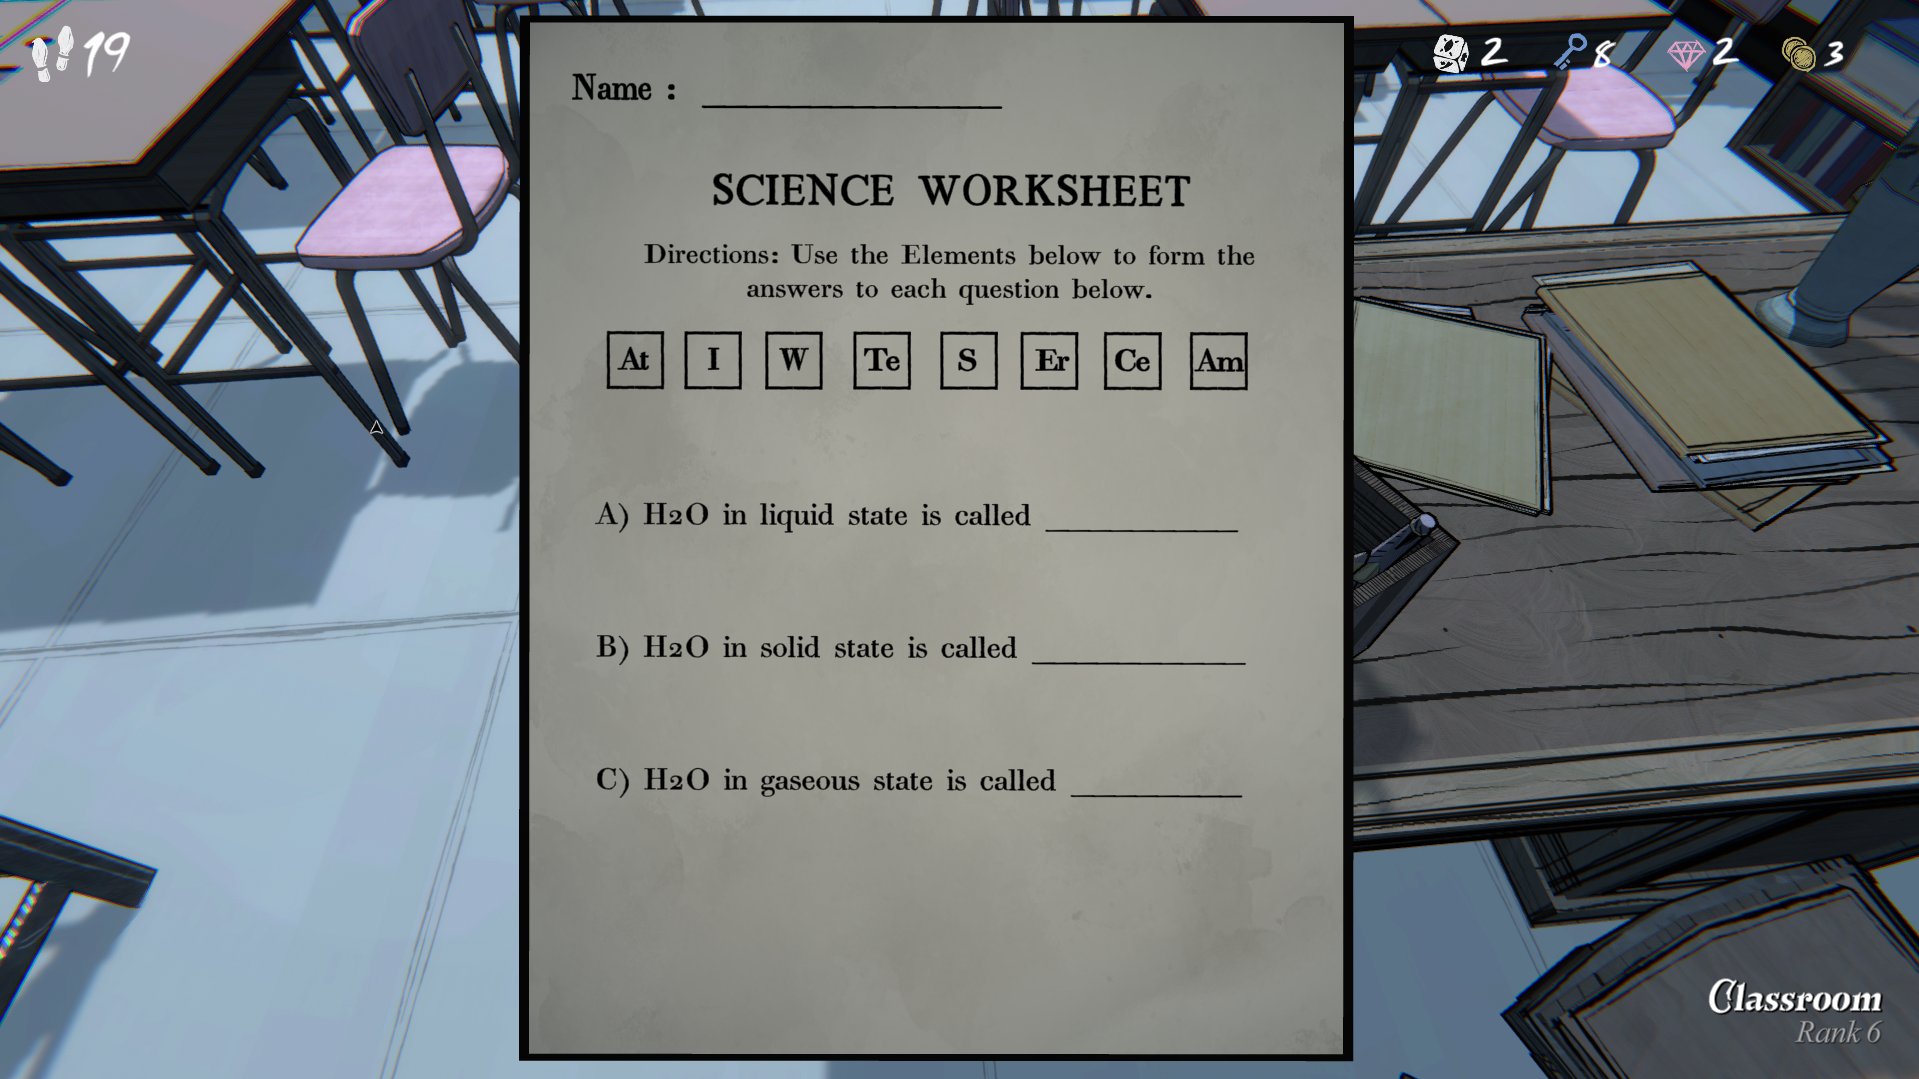 19
2 8 2 3
Name :
SCIENCE WORKSHEET
Directions: Use the Elements below to form the
answers to each question below.
At I W Te S Er Ce Am
A) H2O in liquid state is called
B) H2O in solid state is called
C) H2O in gaseous state is called
Classroom
Rank 6